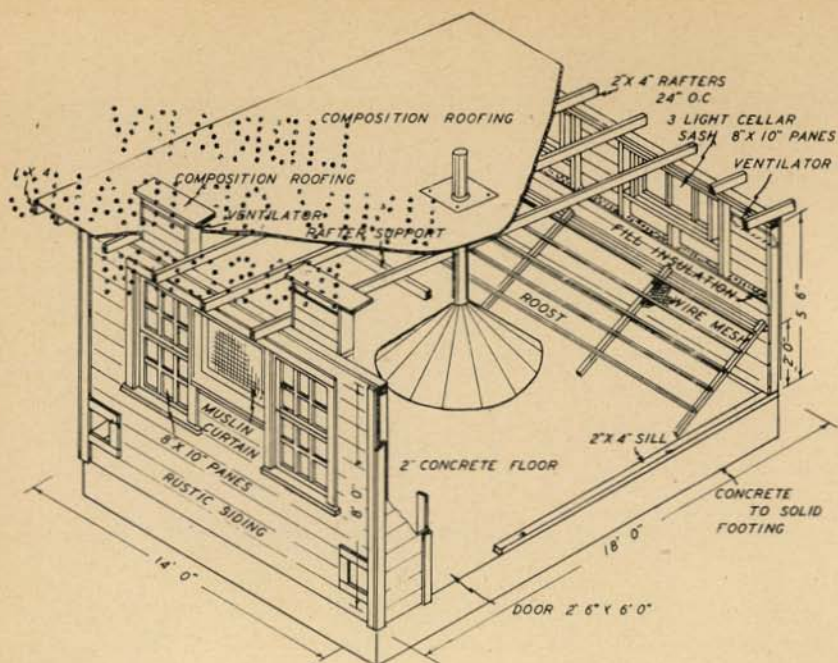 2" X 4" RAFTERS
24" O.C
3 LIGHT CELLAR
SASH 8" X 10" PANES
VENTILATOR
COMPOSITION ROOFING
COMPOSITION ROOFING
1" X 4"
VENTILATOR
RAFTER SUPPORT
FILL INSULATION
WIRE MESH
ROOST
5' 6"
2' 0"
MUSLIN
CURTAIN
8" X 10" PANES
RUSTIC SIDING
8' 0"
2" CONCRETE FLOOR
2" X 4" SILL
CONCRETE
TO SOLID
FOOTING
18' 0"
14' 0"
DOOR 2' 6" X 6' 0"